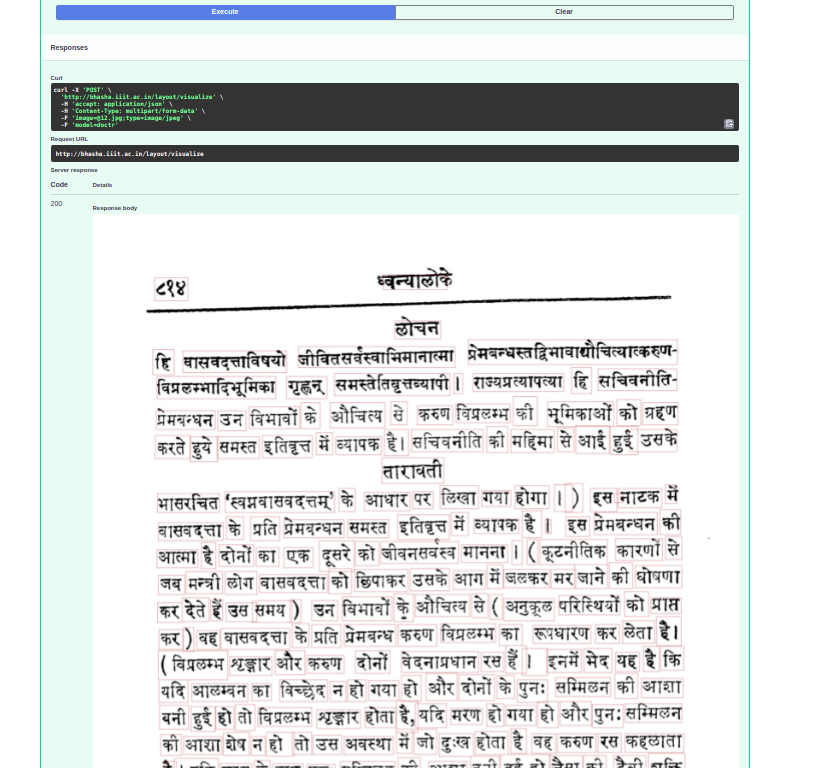 Execute
Clear
Responses
Curl
curl -X 'POST' \
'http://bhasha.iiit.ac.in/layout/visualize' \
-H 'accept: application/json' \
-H 'Content-Type: multipart/form-data' \
-F 'image=@12.jpg;type=image/jpeg' \
-F 'model=doctr'
Request URL
http://bhasha.iiit.ac.in/layout/visualize
Server response
Code Details
200
Response body
८१४ ध्वन्यालोके
लोचन
हि वासवदत्ताविषयो जीवितसर्वस्वाभिमानात्मा प्रेमबन्धस्तद्विभावाद्यौचित्यात्करुण-
विप्रलम्भादिभूमिका गृह्णन् समस्तेतिवृत्तव्यापी। राज्यप्रत्यापत्या हि सचिवनीति-
प्रेमबन्धन उन विभावों के औचित्य से करुण विप्रलम्भ की भूमिकाओं को ग्रहण
करते हुये समस्त इतिवृत्त में व्यापक है। सचिवनीति की महिमा से आई हुई उसके
तारावती
भासरचित 'स्वप्नवासवदत्तम्' के आधार पर लिखा गया होगा। ) इस नाटक में
वासवदत्ता के प्रति प्रेमबन्धन समस्त इतिवृत्त में व्यापक है। इस प्रेमबन्धन की
आत्मा है दोनों का एक दूसरे को जीवनसर्वस्व मानना। ( कूटनीतिक कारणों से
जब मन्त्री लोग वासवदत्ता को छिपाकर उसके आग में जलकर मर जाने की घोषणा
कर देते हैं उस समय ) उन विभावों के औचित्य से ( अनुकूल परिस्थियों को प्राप्त
कर ) वह वासवदत्ता के प्रति प्रेमबन्ध करुण विप्रलम्भ का रूपधारण कर लेता है।
( विप्रलम्भ शृङ्गार और करुण दोनों वेदनाप्रधान रस हैं। इनमें भेद यह है कि
यदि आलम्बन का विच्छेद न हो गया हो और दोनों के पुनः सम्मिलन की आशा
बनी हुई हो तो विप्रलम्भ शृङ्गार होता है, यदि मरण हो गया हो और पुनः सम्मिलन
की आशा शेष न हो तो उस अवस्था में जो दुःख होता है वह करुण रस कहलाता